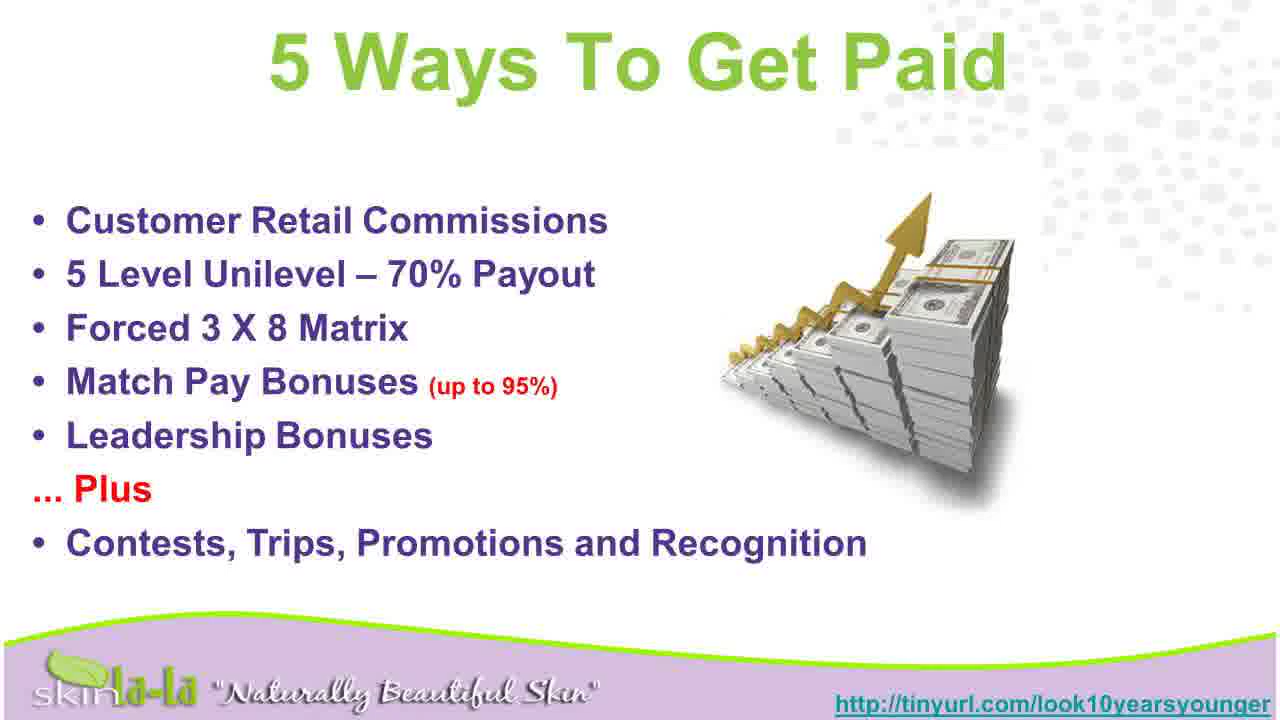 5 Ways To Get Paid
• Customer Retail Commissions
• 5 Level Unilevel – 70% Payout
• Forced 3 X 8 Matrix
• Match Pay Bonuses (up to 95%)
• Leadership Bonuses
... Plus
• Contests, Trips, Promotions and Recognition
skin la-la "Naturally Beautiful Skin"
http://tinyurl.com/look10yearsyounger